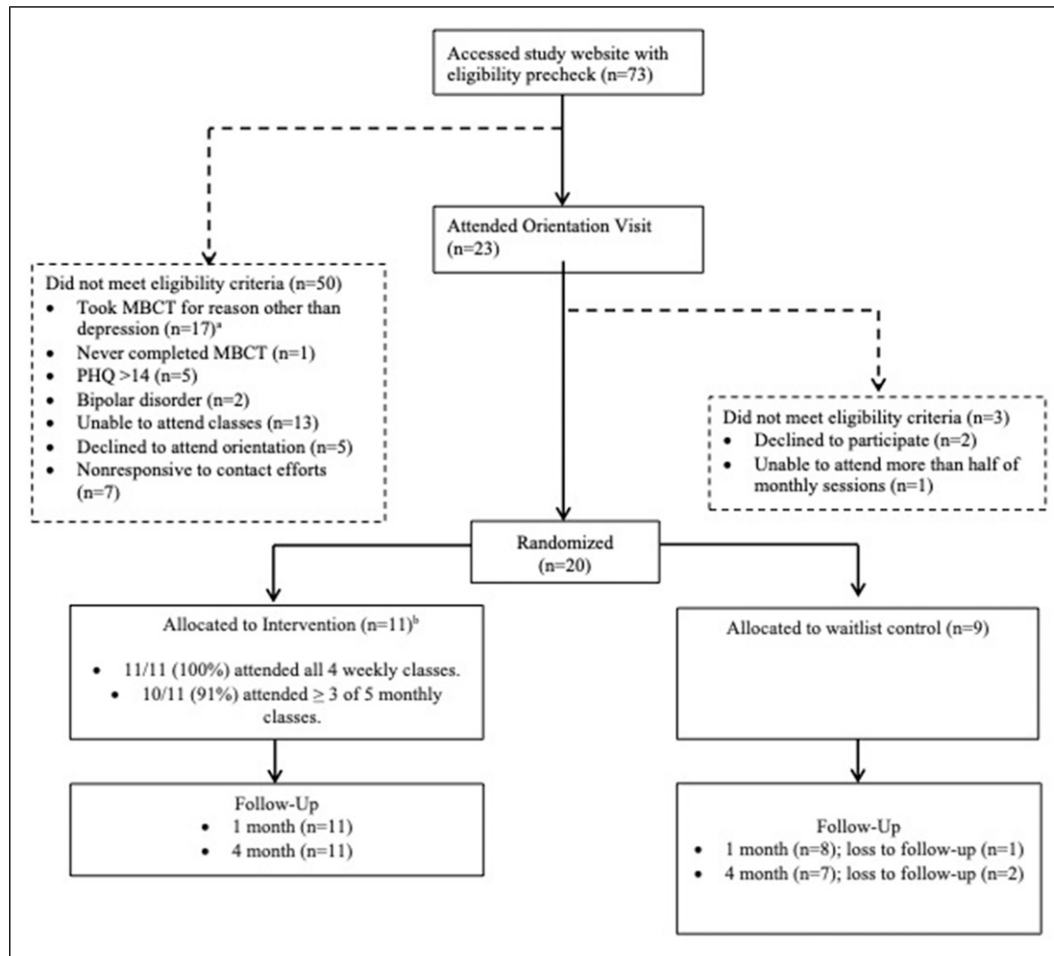 Accessed study website with
eligibility precheck (n=73)
Attended Orientation Visit
(n=23)
Did not meet eligibility criteria (n=50)
• Took MBCT for reason other than
depression (n=17)ᵃ
• Never completed MBCT (n=1)
• PHQ >14 (n=5)
• Bipolar disorder (n=2)
• Unable to attend classes (n=13)
• Declined to attend orientation (n=5)
• Nonresponsive to contact efforts
(n=7)
Did not meet eligibility criteria (n=3)
• Declined to participate (n=2)
• Unable to attend more than half of
monthly sessions (n=1)
Randomized
(n=20)
Allocated to Intervention (n=11)ᵇ
• 11/11 (100%) attended all 4 weekly classes.
• 10/11 (91%) attended ≥ 3 of 5 monthly
classes.
Allocated to waitlist control (n=9)
Follow-Up
• 1 month (n=11)
• 4 month (n=11)
Follow-Up
• 1 month (n=8); loss to follow-up (n=1)
• 4 month (n=7); loss to follow-up (n=2)